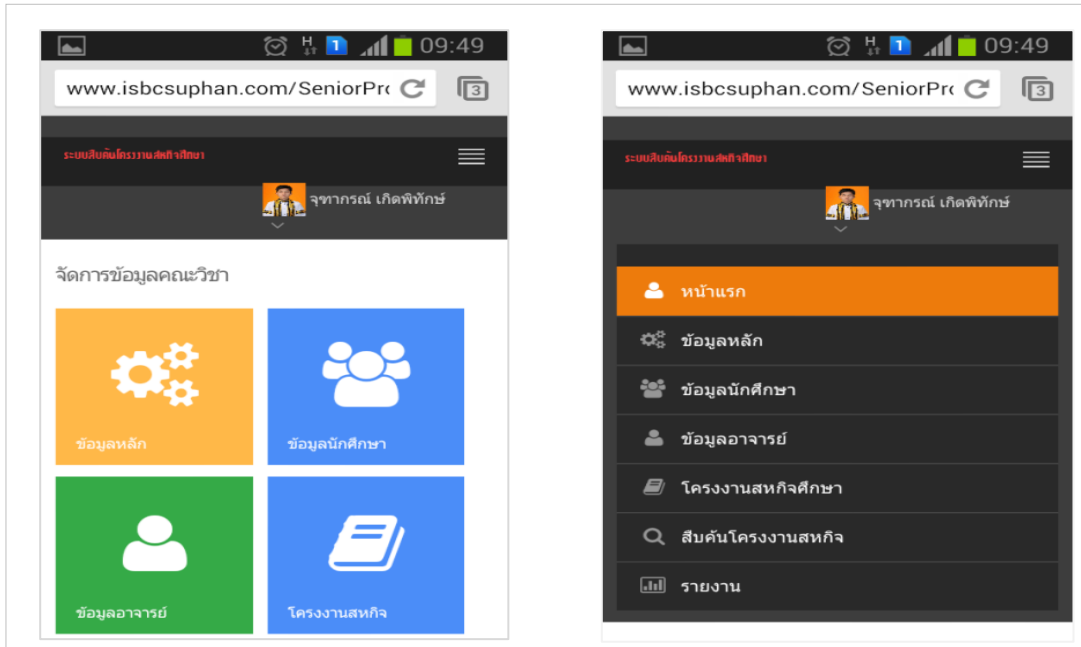 H 1 09:49
www.isbcsuphan.com/SeniorPr
3
ระบบสืบค้นโครงงานสหกิจศึกษา
จุฑากรณ์ เกิดพิทักษ์
จัดการข้อมูลคณะวิชา
ข้อมูลหลัก
ข้อมูลนักศึกษา
ข้อมูลอาจารย์
โครงงานสหกิจ
H 1 09:49
www.isbcsuphan.com/SeniorPr
3
ระบบสืบค้นโครงงานสหกิจศึกษา
จุฑากรณ์ เกิดพิทักษ์
หน้าแรก
ข้อมูลหลัก
ข้อมูลนักศึกษา
ข้อมูลอาจารย์
โครงงานสหกิจศึกษา
สืบค้นโครงงานสหกิจ
รายงาน